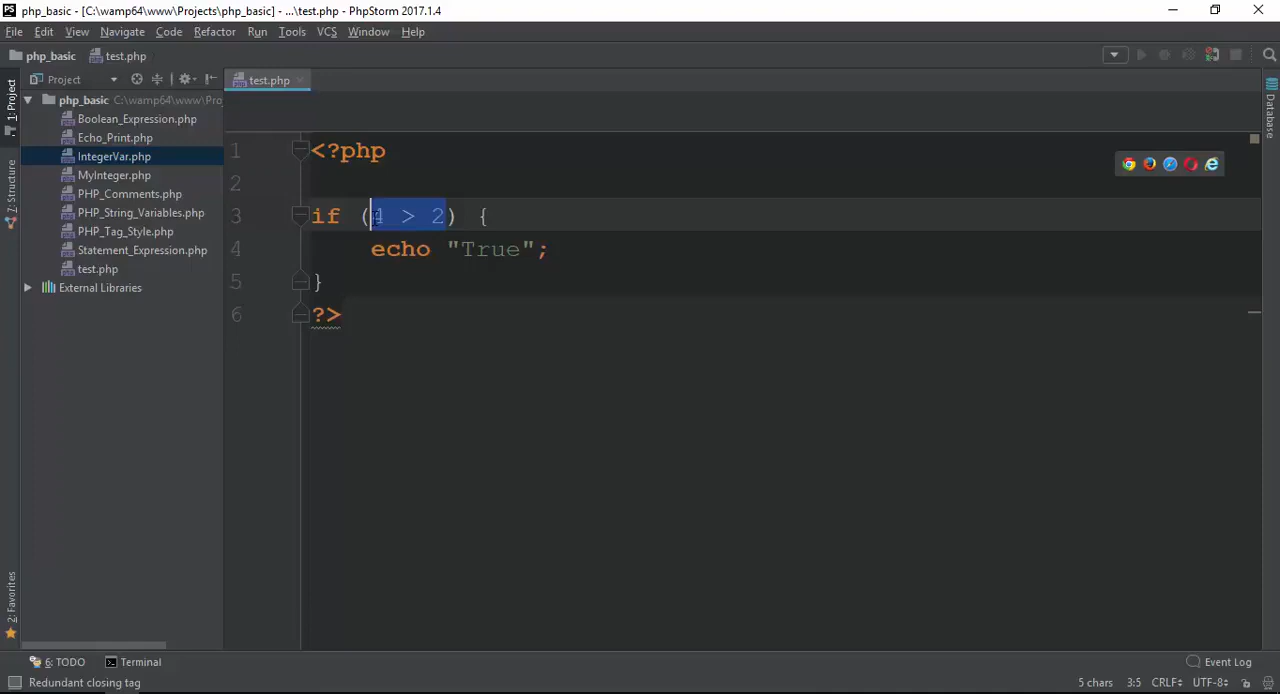 PS php_basic - [C:\wamp64\www\Projects\php_basic] - ...\test.php - PhpStorm 2017.1.4
File Edit View Navigate Code Refactor Run Tools VCS Window Help
php_basic test.php
1: Project
Project
test.php
php_basic C:\wamp64\www\Pro
Boolean_Expression.php
Echo_Print.php
IntegerVar.php
MyInteger.php
PHP_Comments.php
PHP_String_Variables.php
PHP_Tag_Style.php
Statement_Expression.php
test.php
External Libraries
7: Structure
2: Favorites
1 <?php
2
3 if (4 > 2) {
4 echo "True";
5 }
6 ?>
Database
6: TODO Terminal Event Log
Redundant closing tag 5 chars 3:5 CRLF UTF-8